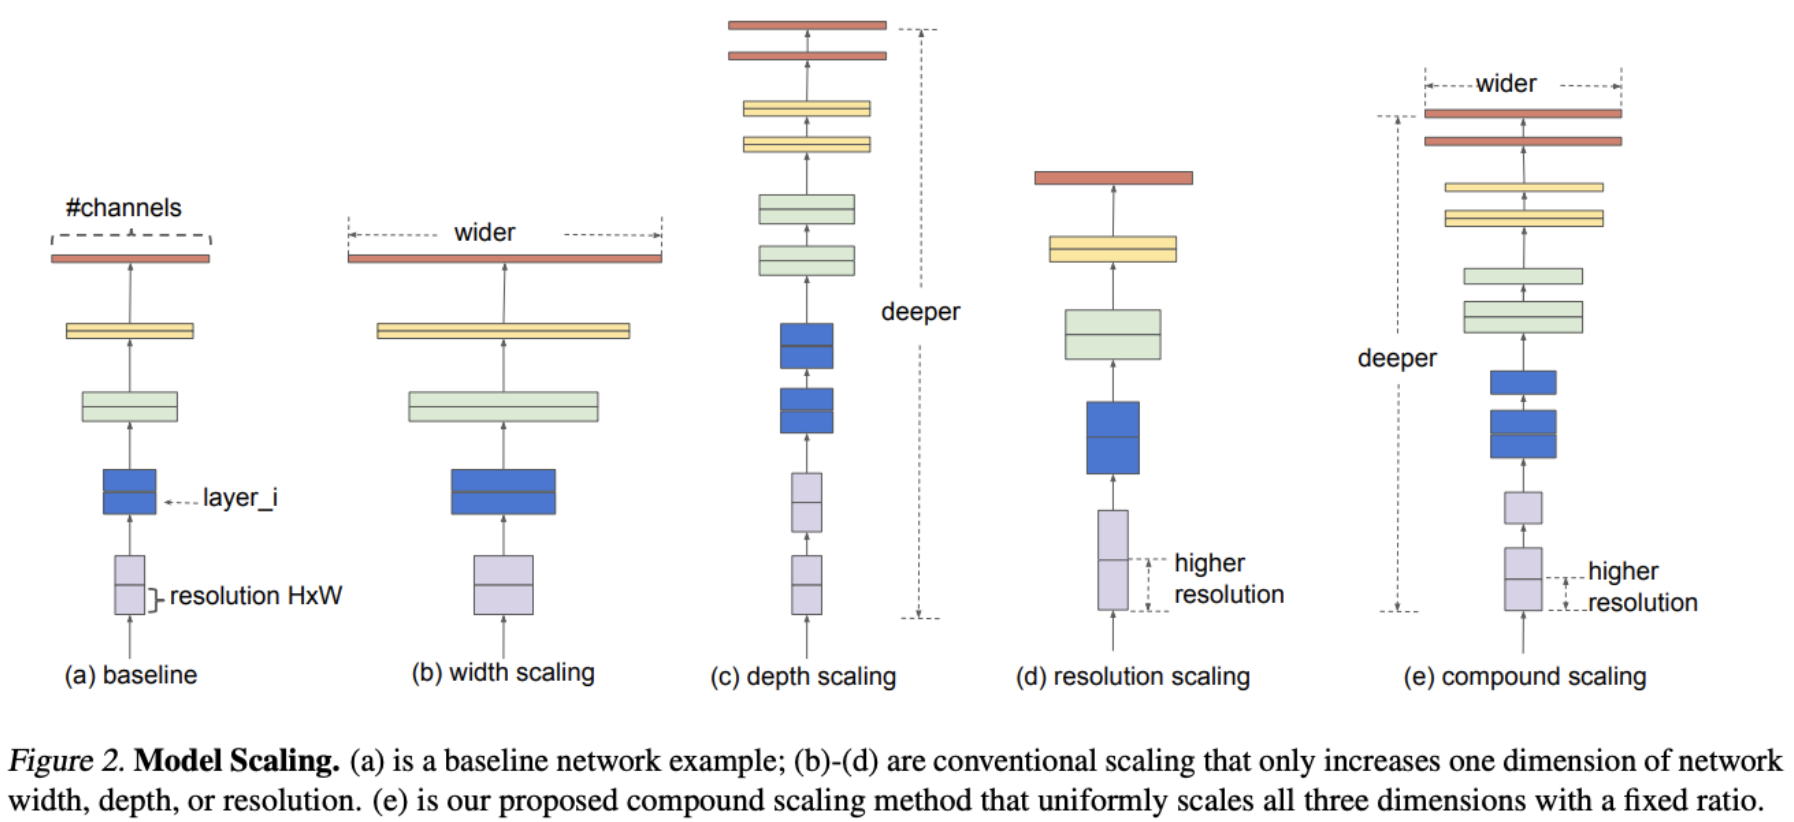 #channels
layer_i
resolution HxW
(a) baseline
wider
(b) width scaling
deeper
(c) depth scaling
higher
resolution
(d) resolution scaling
wider
deeper
higher
resolution
(e) compound scaling
Figure 2. Model Scaling. (a) is a baseline network example; (b)-(d) are conventional scaling that only increases one dimension of network
width, depth, or resolution. (e) is our proposed compound scaling method that uniformly scales all three dimensions with a fixed ratio.